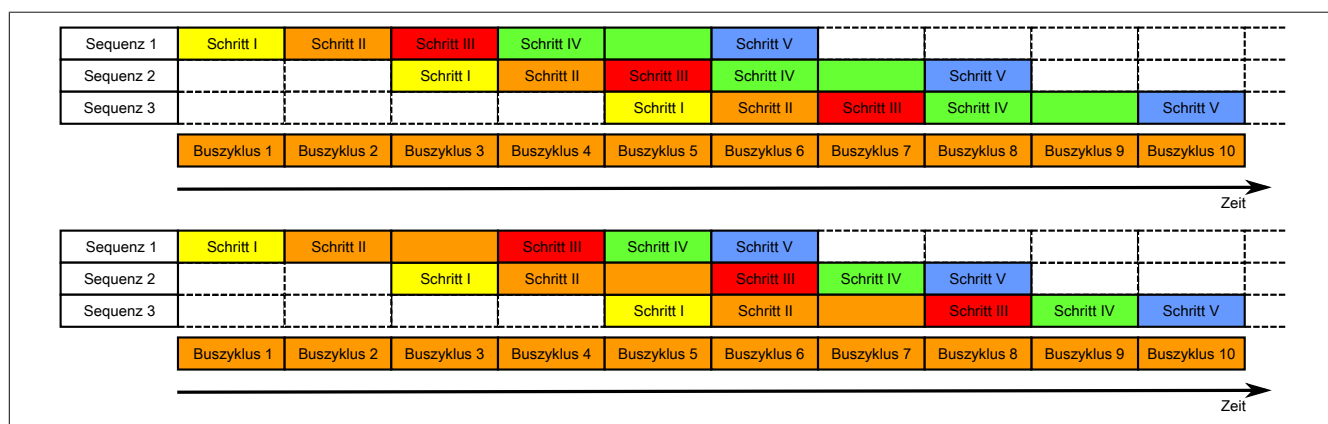 Sequenz 1 Schritt I Schritt II Schritt III Schritt IV Schritt V
Sequenz 2 Schritt I Schritt II Schritt III Schritt IV Schritt V
Sequenz 3 Schritt I Schritt II Schritt III Schritt IV Schritt V
Buszyklus 1 Buszyklus 2 Buszyklus 3 Buszyklus 4 Buszyklus 5 Buszyklus 6 Buszyklus 7 Buszyklus 8 Buszyklus 9 Buszyklus 10
Zeit
Sequenz 1 Schritt I Schritt II Schritt III Schritt IV Schritt V
Sequenz 2 Schritt I Schritt II Schritt III Schritt IV Schritt V
Sequenz 3 Schritt I Schritt II Schritt III Schritt IV Schritt V
Buszyklus 1 Buszyklus 2 Buszyklus 3 Buszyklus 4 Buszyklus 5 Buszyklus 6 Buszyklus 7 Buszyklus 8 Buszyklus 9 Buszyklus 10
Zeit